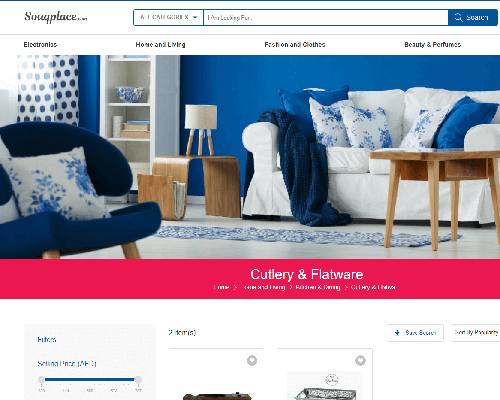 Souqplace.com
ALL CATEGORIES
I Am Looking For...
Search
Electronics
Home and Living
Fashion and Clothes
Beauty & Perfumes
Cutlery & Flatware
Home > Home and Living > Kitchen & Dining > Cutlery & Flatwa
Filters
2 item(s)
Save Search
Sort By Popularity
Selling Price (AED)